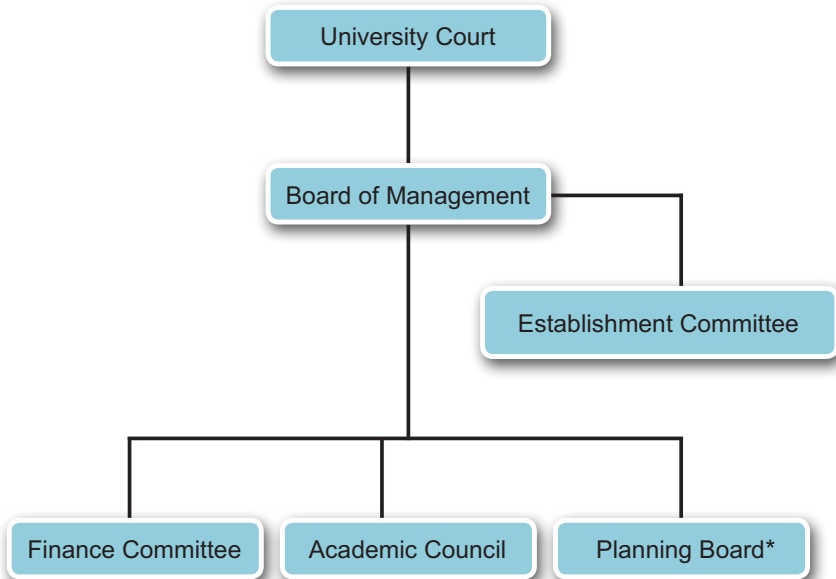 University Court
Board of Management
Establishment Committee
Finance Committee
Academic Council
Planning Board*